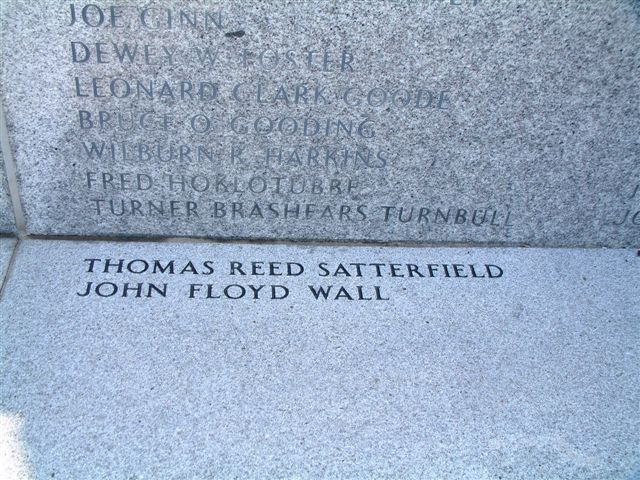 JOE GINN
DEWEY W FOSTER
LEONARD CLARK GOODE
BRUCE O GOODING
WILBURN R HARKINS
FRED HOKLOTUBBE
TURNER BRASHEARS TURNBULL
JO
THOMAS REED SATTERFIELD
JOHN FLOYD WALL